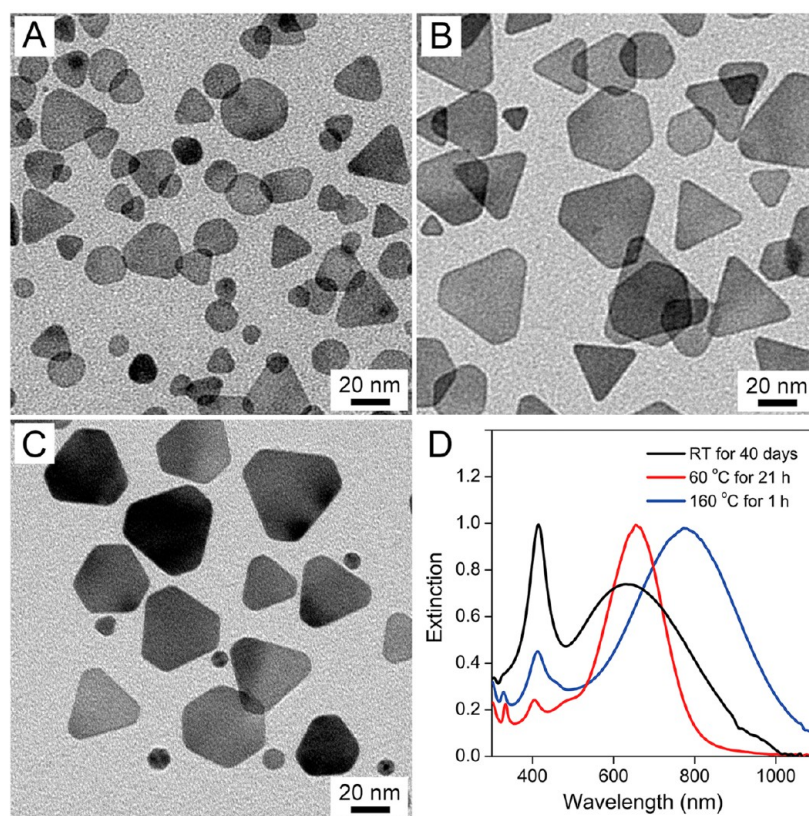 A
20 nm
B
20 nm
C
20 nm
D
RT for 40 days
60 °C for 21 h
160 °C for 1 h
1.2
1.0
0.8
0.6
0.4
0.2
0.0
Extinction
400 600 800 1000
Wavelength (nm)